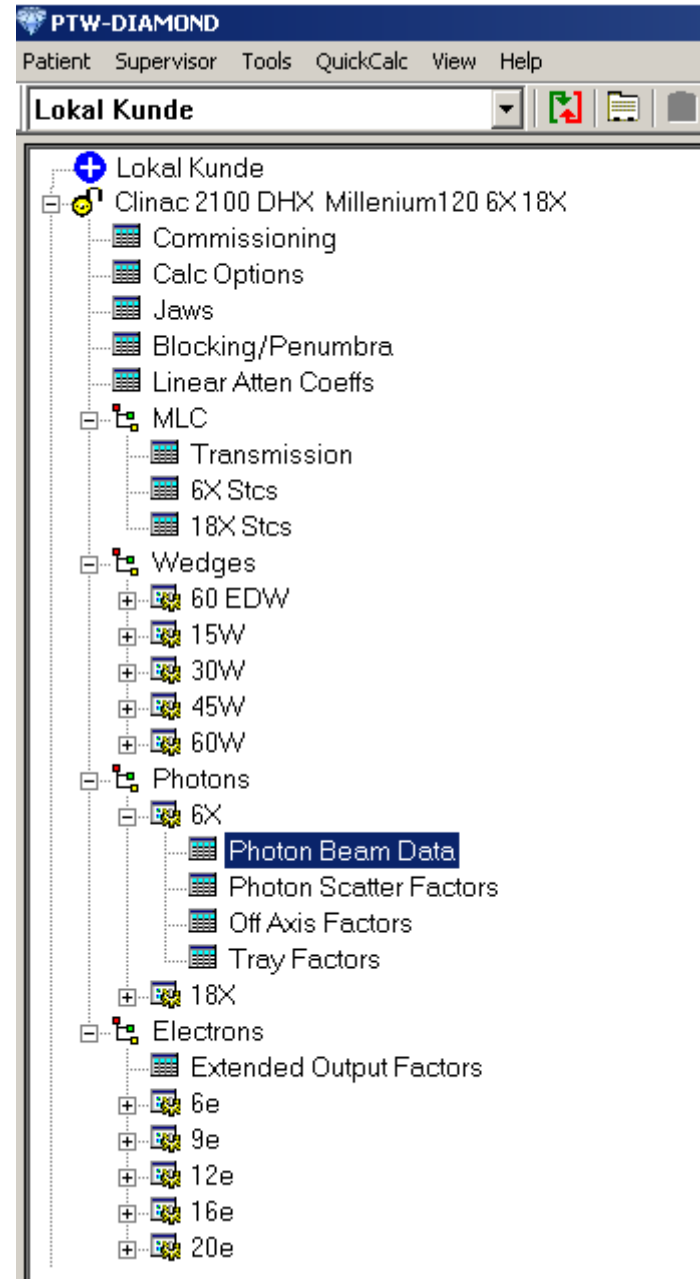 PTW-DIAMOND
Patient Supervisor Tools QuickCalc View Help
Lokal Kunde
Lokal Kunde
Clinac 2100 DHX Millenium120 6X 18X
Commissioning
Calc Options
Jaws
Blocking/Penumbra
Linear Atten Coeffs
MLC
Transmission
6X Stcs
18X Stcs
Wedges
60 EDW
15W
30W
45W
60W
Photons
6X
Photon Beam Data
Photon Scatter Factors
Off Axis Factors
Tray Factors
18X
Electrons
Extended Output Factors
6e
9e
12e
16e
20e